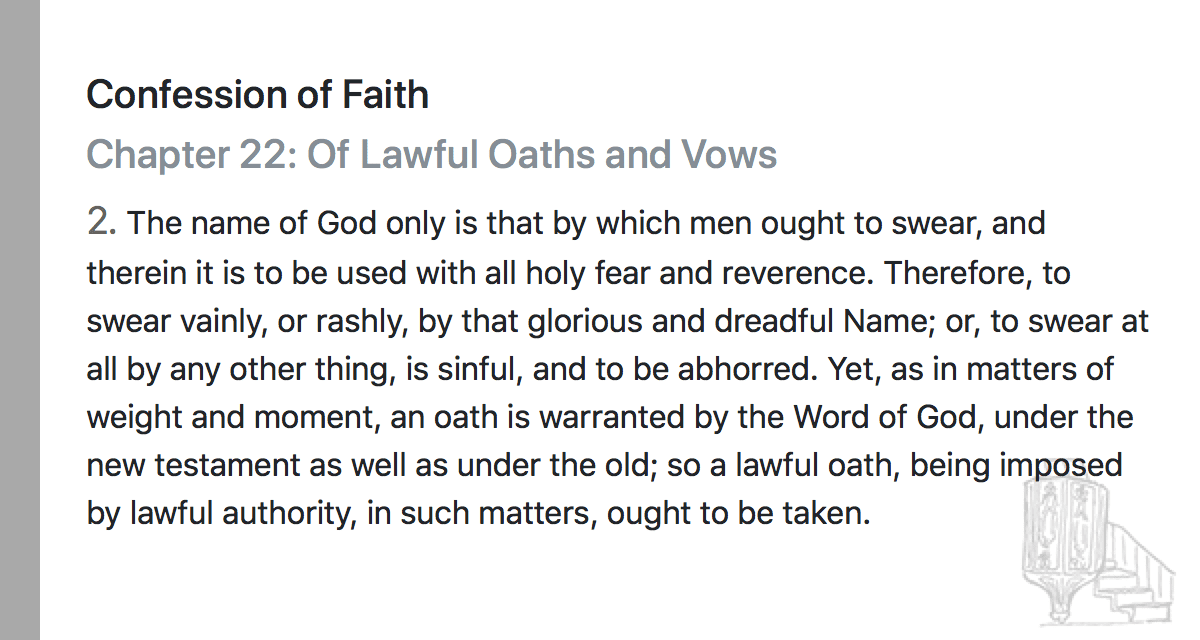 Confession of Faith
Chapter 22: Of Lawful Oaths and Vows
2. The name of God only is that by which men ought to swear, and
therein it is to be used with all holy fear and reverence. Therefore, to
swear vainly, or rashly, by that glorious and dreadful Name; or, to swear at
all by any other thing, is sinful, and to be abhorred. Yet, as in matters of
weight and moment, an oath is warranted by the Word of God, under the
new testament as well as under the old; so a lawful oath, being imposed
by lawful authority, in such matters, ought to be taken.